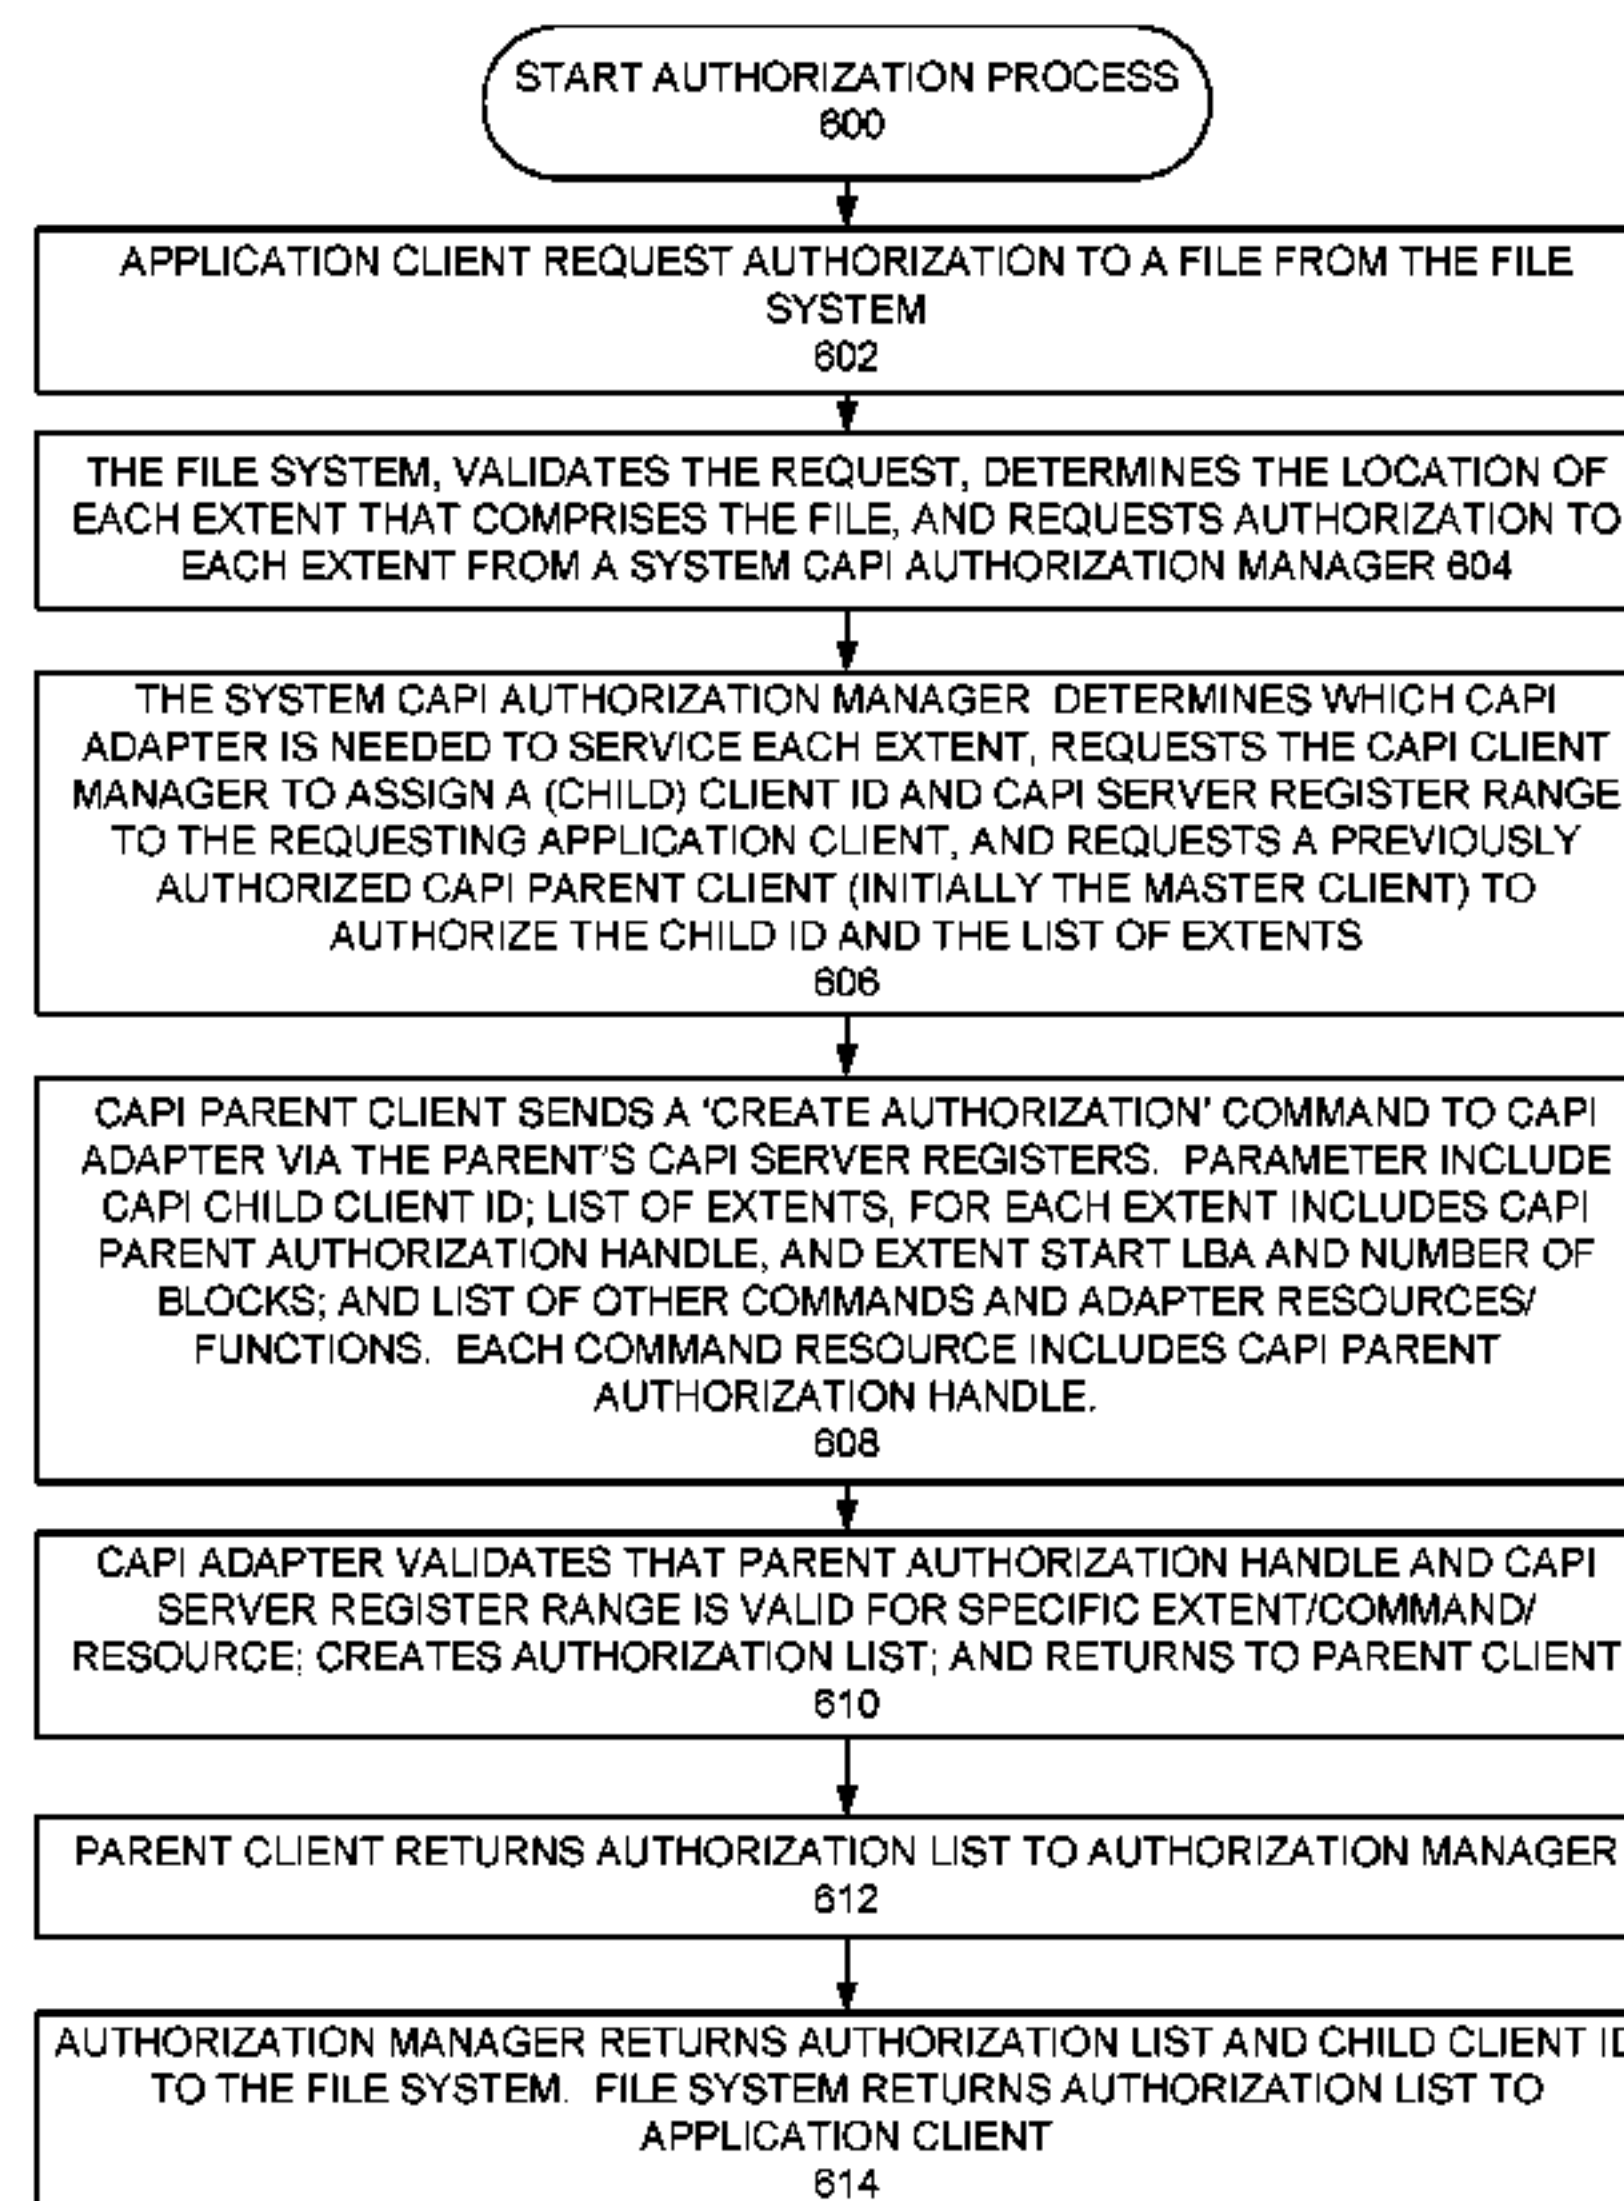 START AUTHORIZATION PROCESS
600
APPLICATION CLIENT REQUEST AUTHORIZATION TO A FILE FROM THE FILE
SYSTEM
602
THE FILE SYSTEM, VALIDATES THE REQUEST, DETERMINES THE LOCATION OF
EACH EXTENT THAT COMPRISES THE FILE, AND REQUESTS AUTHORIZATION TO
EACH EXTENT FROM A SYSTEM CAPI AUTHORIZATION MANAGER 604
THE SYSTEM CAPI AUTHORIZATION MANAGER DETERMINES WHICH CAPI
ADAPTER IS NEEDED TO SERVICE EACH EXTENT, REQUESTS THE CAPI CLIENT
MANAGER TO ASSIGN A (CHILD) CLIENT ID AND CAPI SERVER REGISTER RANGE
TO THE REQUESTING APPLICATION CLIENT, AND REQUESTS A PREVIOUSLY
AUTHORIZED CAPI PARENT CLIENT (INITIALLY THE MASTER CLIENT) TO
AUTHORIZE THE CHILD ID AND THE LIST OF EXTENTS
606
CAPI PARENT CLIENT SENDS A 'CREATE AUTHORIZATION' COMMAND TO CAPI
ADAPTER VIA THE PARENT'S CAPI SERVER REGISTERS. PARAMETER INCLUDE
CAPI CHILD CLIENT ID; LIST OF EXTENTS, FOR EACH EXTENT INCLUDES CAPI
PARENT AUTHORIZATION HANDLE, AND EXTENT START LBA AND NUMBER OF
BLOCKS; AND LIST OF OTHER COMMANDS AND ADAPTER RESOURCES/
FUNCTIONS. EACH COMMAND RESOURCE INCLUDES CAPI PARENT
AUTHORIZATION HANDLE.
608
CAPI ADAPTER VALIDATES THAT PARENT AUTHORIZATION HANDLE AND CAPI
SERVER REGISTER RANGE IS VALID FOR SPECIFIC EXTENT/COMMAND/
RESOURCE; CREATES AUTHORIZATION LIST; AND RETURNS TO PARENT CLIENT
610
PARENT CLIENT RETURNS AUTHORIZATION LIST TO AUTHORIZATION MANAGER
612
AUTHORIZATION MANAGER RETURNS AUTHORIZATION LIST AND CHILD CLIENT ID
TO THE FILE SYSTEM. FILE SYSTEM RETURNS AUTHORIZATION LIST TO
APPLICATION CLIENT
614